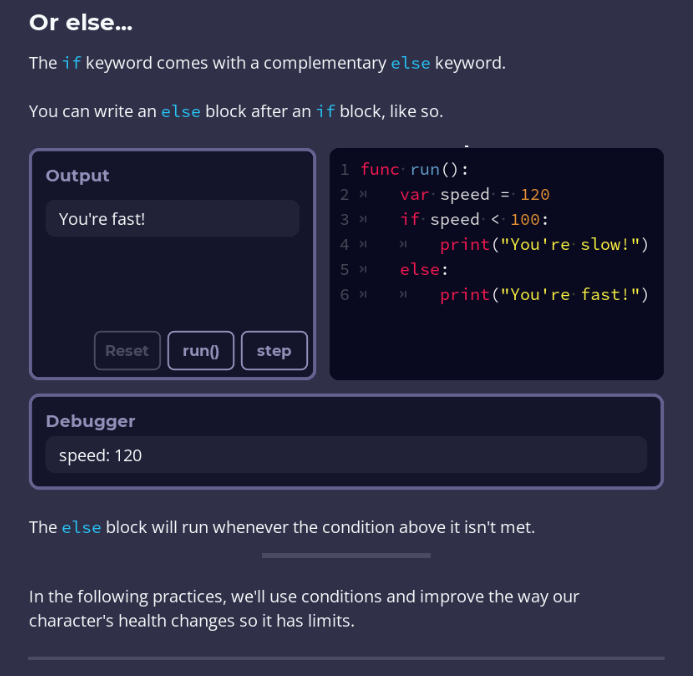 Or else...
The if keyword comes with a complementary else keyword.
You can write an else block after an if block, like so.
Output
You're fast!
Reset run() step
1 func run():
2 var speed = 120
3 if speed < 100:
4 print("You're slow!")
5 else:
6 print("You're fast!")
Debugger
speed: 120
The else block will run whenever the condition above it isn't met.
In the following practices, we'll use conditions and improve the way our
character's health changes so it has limits.